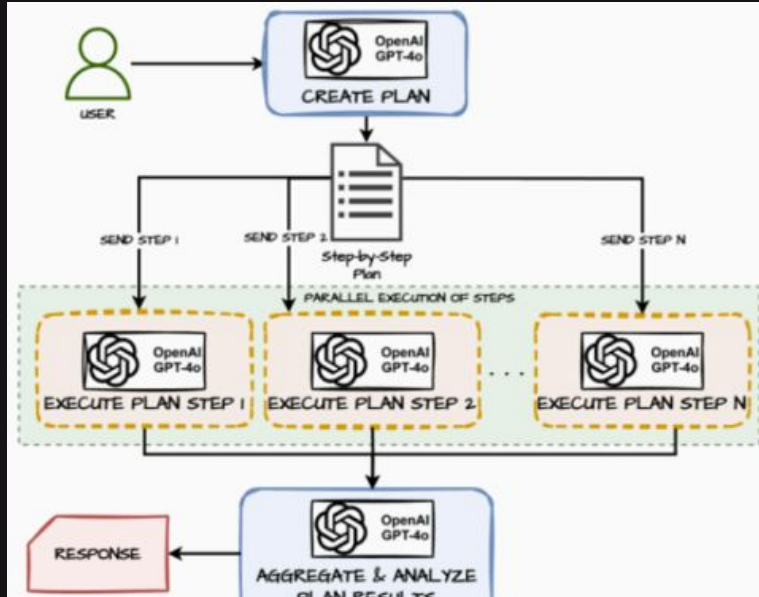 OpenAI
GPT-4o
CREATE PLAN
USER
SEND STEP 1
SEND STEP 2
SEND STEP N
Step-by-Step
Plan
PARALLEL EXECUTION OF STEPS
OpenAI
GPT-4o
EXECUTE PLAN STEP 1
OpenAI
GPT-4o
EXECUTE PLAN STEP 2
. . .
OpenAI
GPT-4o
EXECUTE PLAN STEP N
OpenAI
GPT-4o
RESPONSE
AGGREGATE & ANALYZE
PLAN RESULTS